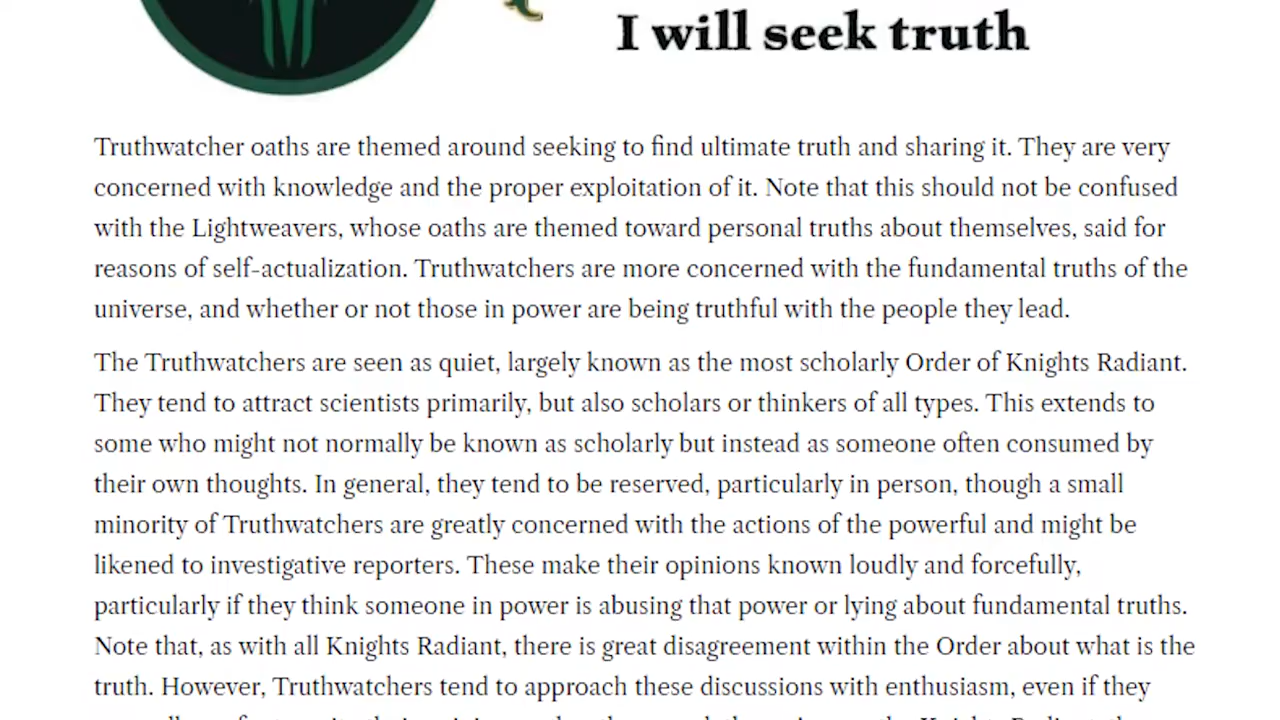 I will seek truth
Truthwatcher oaths are themed around seeking to find ultimate truth and sharing it. They are very
concerned with knowledge and the proper exploitation of it. Note that this should not be confused
with the Lightweavers, whose oaths are themed toward personal truths about themselves, said for
reasons of self-actualization. Truthwatchers are more concerned with the fundamental truths of the
universe, and whether or not those in power are being truthful with the people they lead.
The Truthwatchers are seen as quiet, largely known as the most scholarly Order of Knights Radiant.
They tend to attract scientists primarily, but also scholars or thinkers of all types. This extends to
some who might not normally be known as scholarly but instead as someone often consumed by
their own thoughts. In general, they tend to be reserved, particularly in person, though a small
minority of Truthwatchers are greatly concerned with the actions of the powerful and might be
likened to investigative reporters. These make their opinions known loudly and forcefully,
particularly if they think someone in power is abusing that power or lying about fundamental truths.
Note that, as with all Knights Radiant, there is great disagreement within the Order about what is the
truth. However, Truthwatchers tend to approach these discussions with enthusiasm, even if they